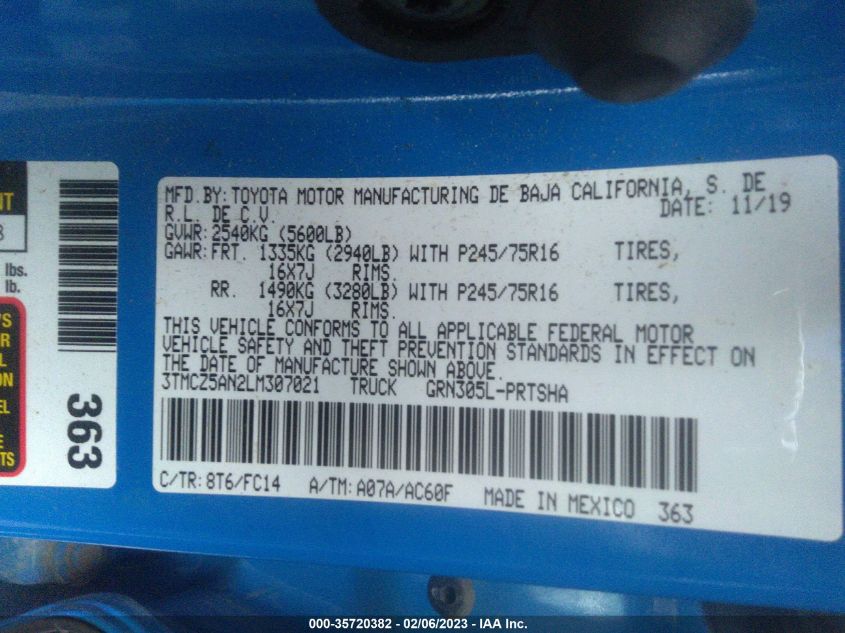 MFD.BY:TOYOTA MOTOR MANUFACTURING DE BAJA CALIFORNIA, S. DE
R.L. DE C.V. DATE: 11/19
GVWR:2540KG (5600LB)
GAWR:FRT. 1335KG (2940LB) WITH P245/75R16 TIRES,
16X7J RIMS.
RR. 1490KG (3280LB) WITH P245/75R16 TIRES,
16X7J RIMS.
THIS VEHICLE CONFORMS TO ALL APPLICABLE FEDERAL MOTOR
VEHICLE SAFETY AND THEFT PREVENTION STANDARDS IN EFFECT ON
THE DATE OF MANUFACTURE SHOWN ABOVE.
3TMCZ5AN2LM307021 TRUCK GRN305L-PRTSHA
C/TR:8T6/FC14 A/TM:A07A/AC60F MADE IN MEXICO 363
lbs.
lb.
363
000-35720382 - 02/06/2023 - IAA Inc.